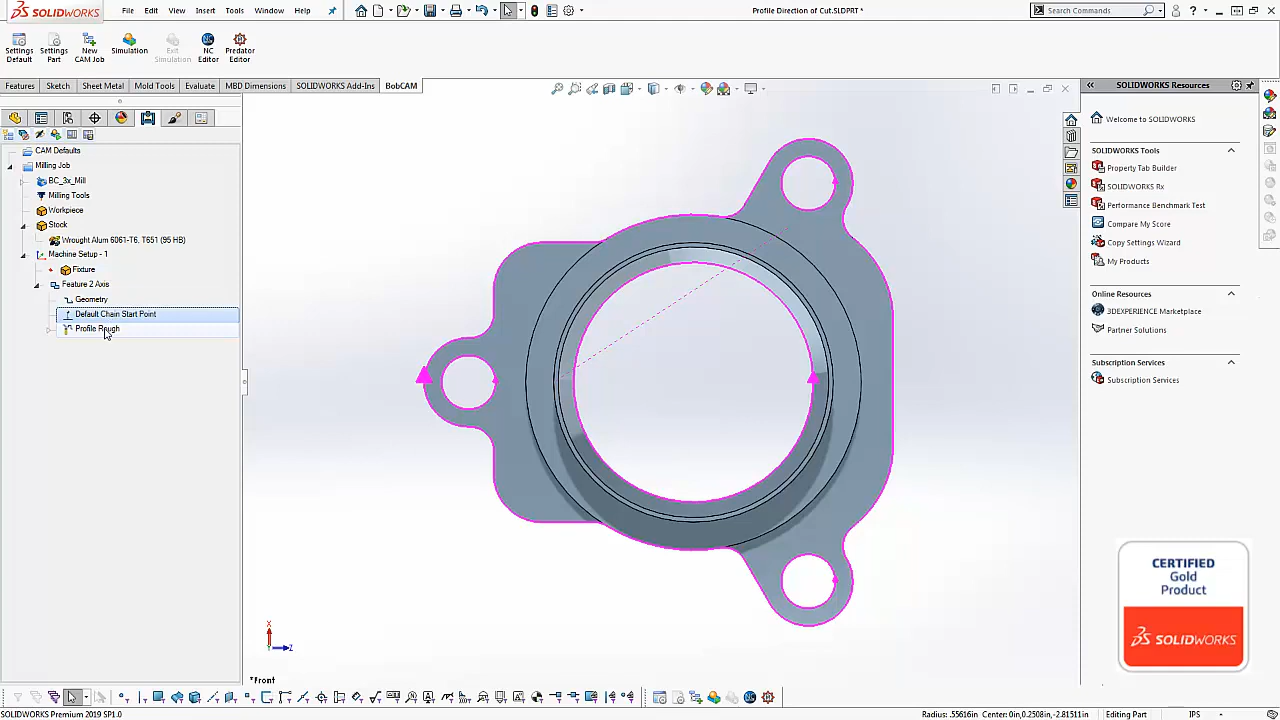 SOLIDWORKS
File Edit View Insert Tools Window Help
Profile Direction of Cut.SLDPRT *
Search Commands
Settings Default
Settings Part
New CAM Job
Simulation
Exit Simulation
NC Editor
Predator Editor
Features Sketch Sheet Metal Mold Tools Evaluate MBD Dimensions SOLIDWORKS Add-Ins BobCAM
CAM Defaults
Milling Job
BC_3x_Mill
Milling Tools
Workpiece
Stock
Wrought Alum 6061-T6, T651 (95 HB)
Machine Setup - 1
Fixture
Feature 2 Axis
Geometry
Default Chain Start Point
Profile Rough
X
Z
*Front
SOLIDWORKS Resources
Welcome to SOLIDWORKS
SOLIDWORKS Tools
Property Tab Builder
SOLIDWORKS Rx
Performance Benchmark Test
Compare My Score
Copy Settings Wizard
My Products
Online Resources
3DEXPERIENCE Marketplace
Partner Solutions
Subscription Services
Subscription Services
CERTIFIED
Gold
Product
SOLIDWORKS
SOLIDWORKS Premium 2019 SP1.0
Radius: .55616in Center: 0in,0.2508in,-2.81511in
Editing Part
IPS